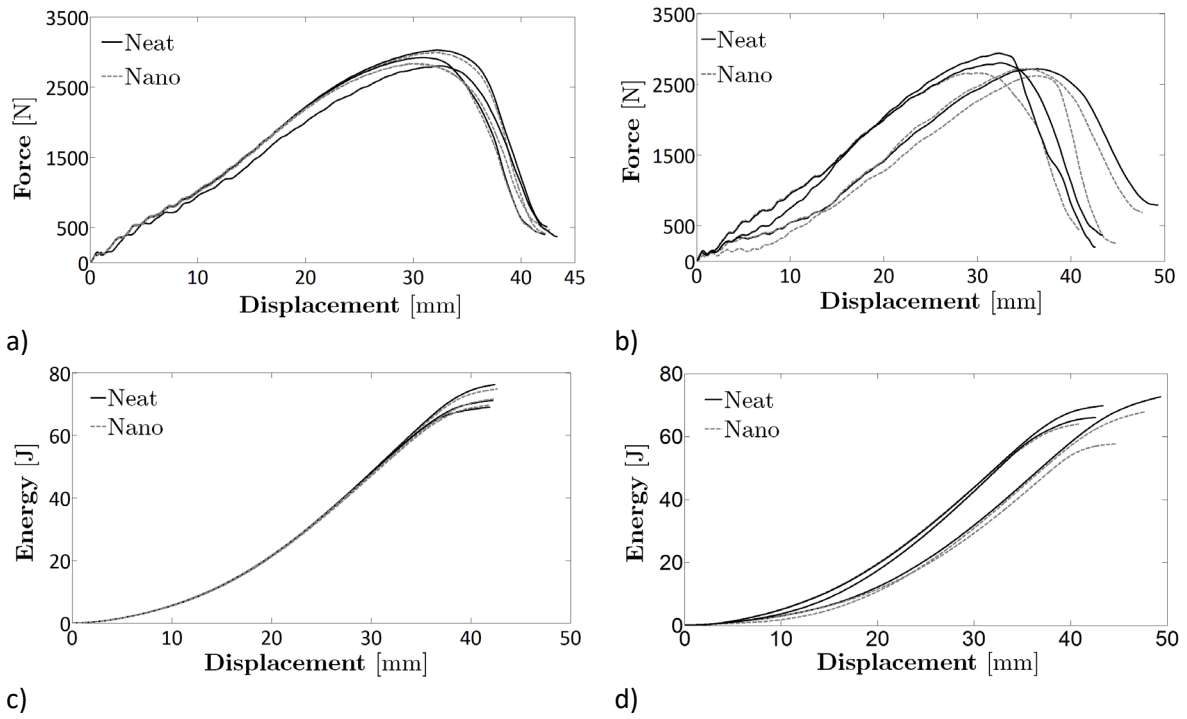 3500
2500
1500
500
0
Force [N]
Neat
Nano
0 10 20 30 40 45
Displacement [mm]
a)
3500
2500
1500
500
0
Force [N]
Neat
Nano
0 10 20 30 40 50
Displacement [mm]
b)
80
60
40
20
0
Energy [J]
Neat
Nano
0 10 20 30 40 50
Displacement [mm]
c)
80
60
40
20
0
Energy [J]
Neat
Nano
0 10 20 30 40 50
Displacement [mm]
d)